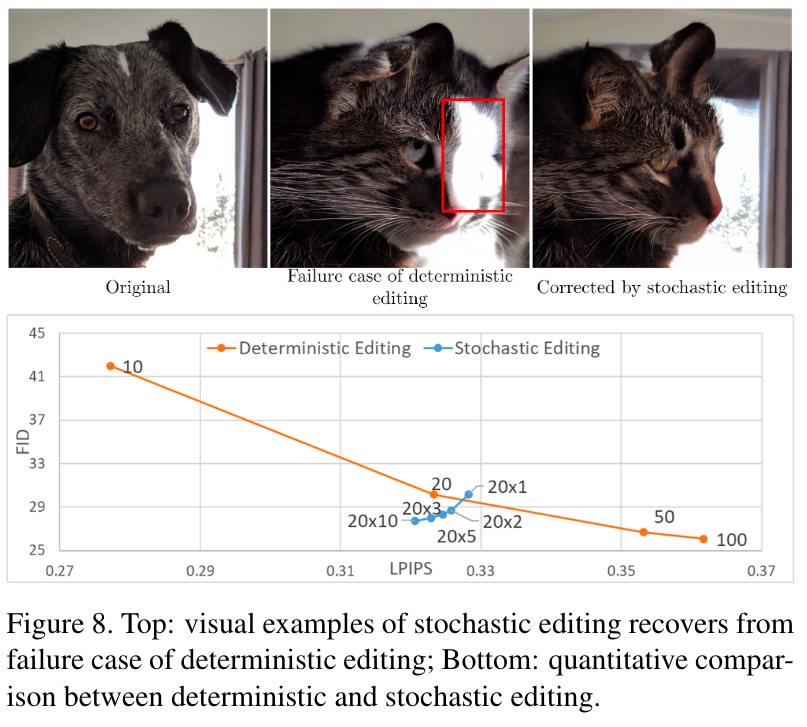 Original
Failure case of deterministic
editing
Corrected by stochastic editing
45
41
37
33
29
25
FID
Deterministic Editing
Stochastic Editing
10
20
20x1
20x3
20x10
20x2
20x5
50
100
0.27
0.29
0.31
LPIPS
0.33
0.35
0.37
Figure 8. Top: visual examples of stochastic editing recovers from
failure case of deterministic editing; Bottom: quantitative compar-
ison between deterministic and stochastic editing.